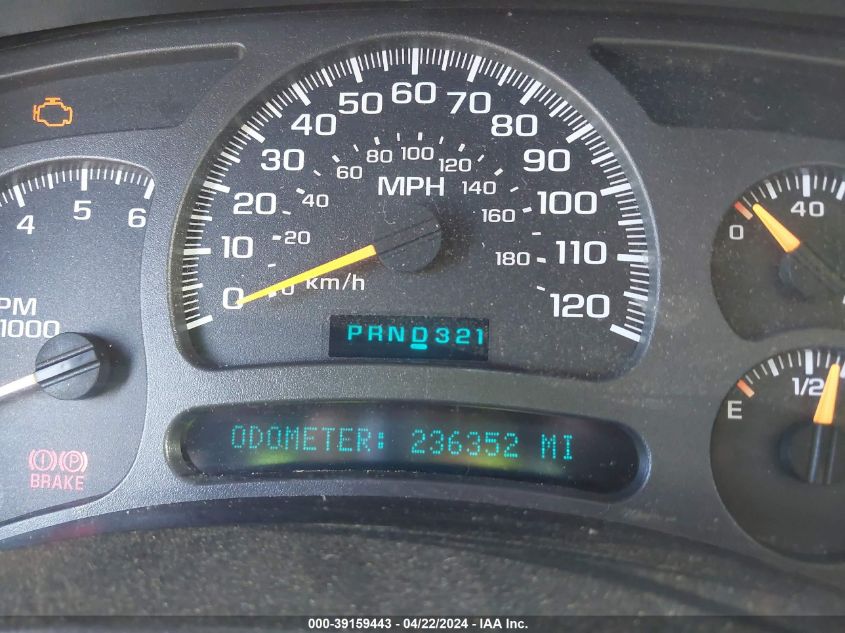 4 5 6
PM
1000
BRAKE
0 10 20 30 40 50 60 70 80 90 100 110 120
0 20 40 60 80 100 120 140 160 180
MPH
km/h
PRND321
ODOMETER: 236352 MI
0 40
E 1/2
000-39159443 - 04/22/2024 - IAA Inc.